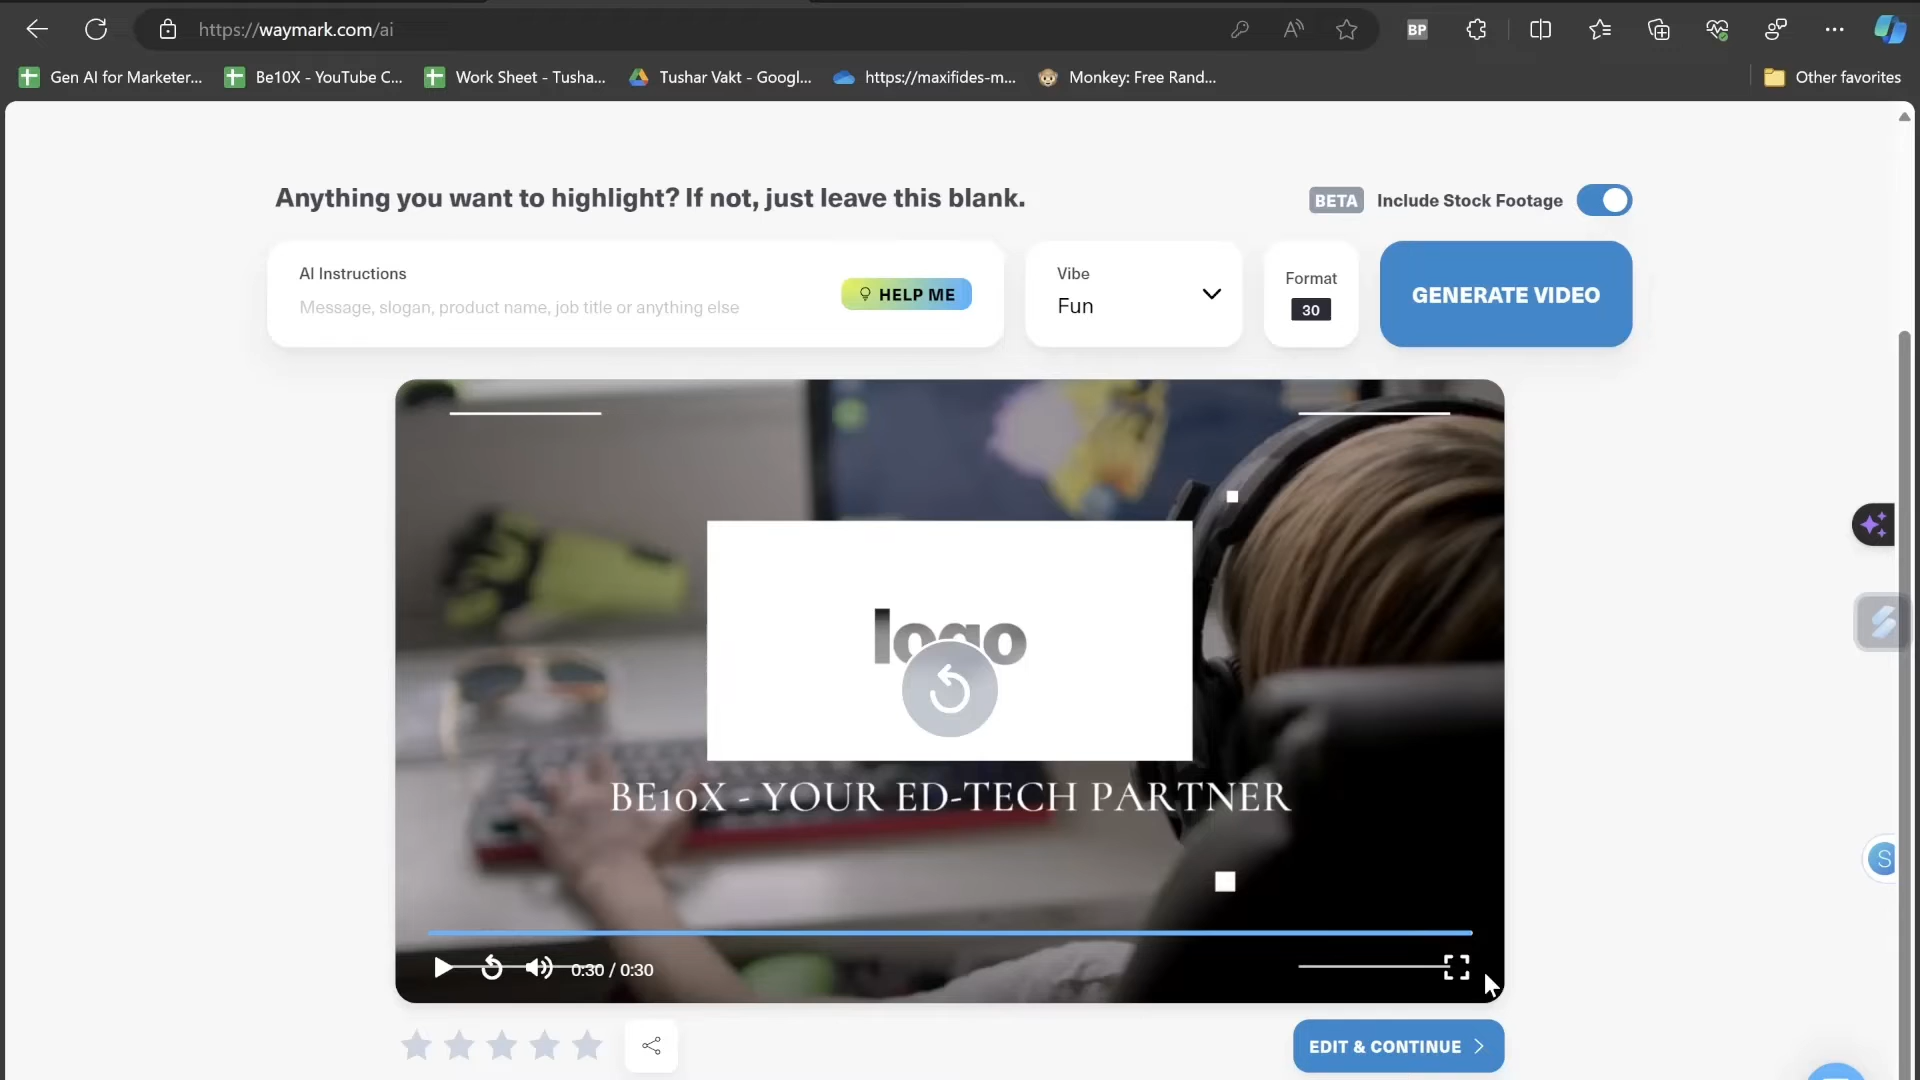 https://waymark.com/ai
BP
Gen AI for Marketer...
Be10X - YouTube C...
Work Sheet - Tusha...
Tushar Vakt - Googl...
https://maxifides-m...
Monkey: Free Rand...
Other favorites
Anything you want to highlight? If not, just leave this blank.
BETA
Include Stock Footage
AI Instructions
Message, slogan, product name, job title or anything else
HELP ME
Vibe
Fun
Format
30
GENERATE VIDEO
logo
BE10X - YOUR ED-TECH PARTNER
0:30 / 0:30
S
EDIT & CONTINUE